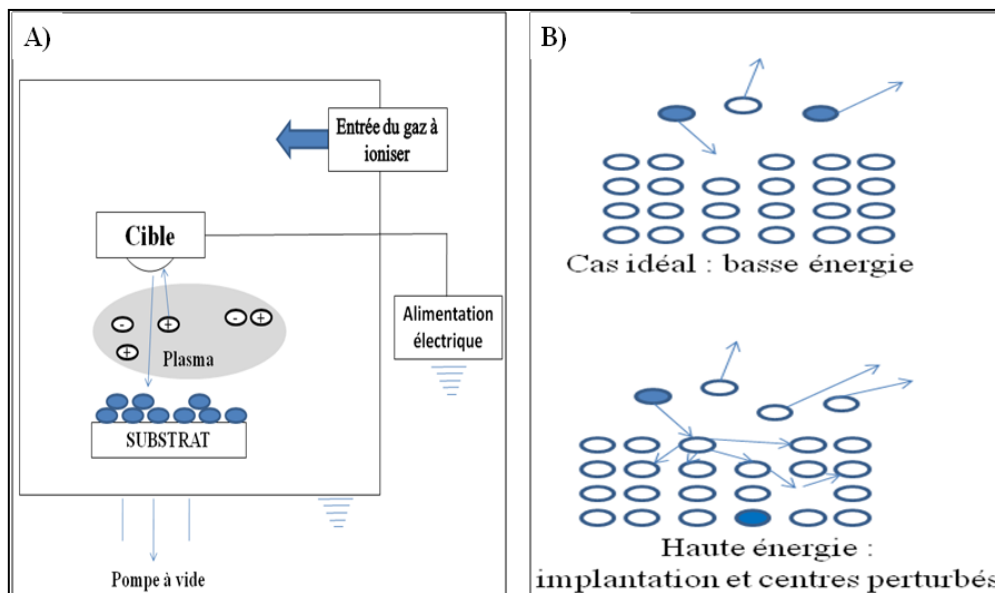 A)
Entrée du gaz à
ioniser
Cible
Alimentation
électrique
- + - +
+
Plasma
SUBSTRAT
Pompe à vide
B)
Cas idéal : basse énergie
Haute énergie :
implantation et centres perturbés